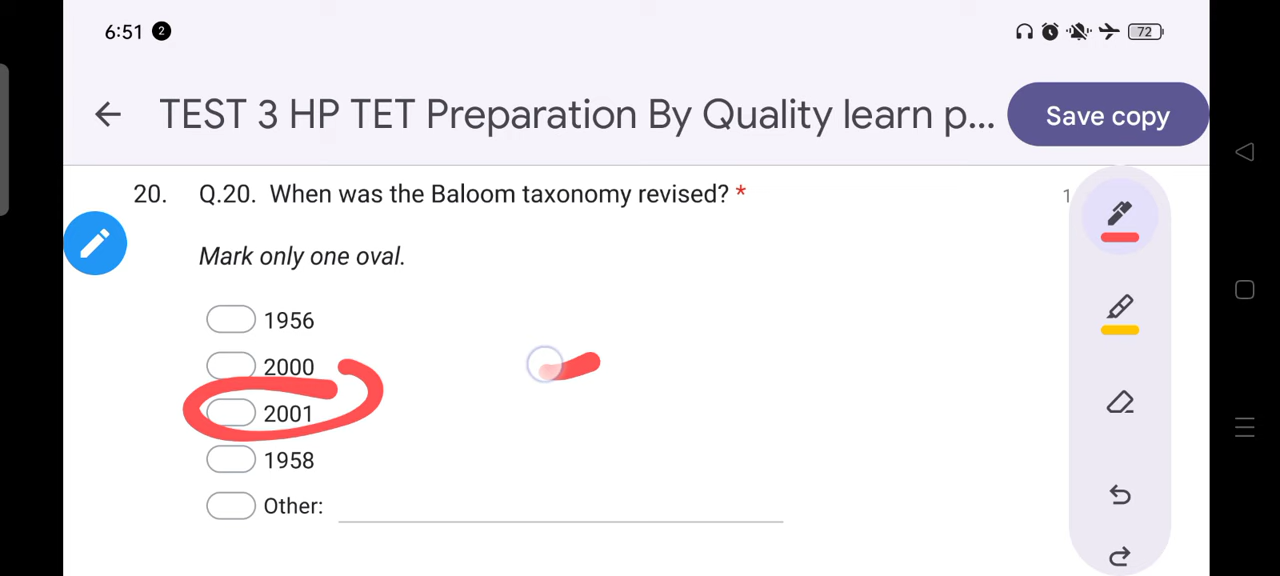 6:51 2 72
TEST 3 HP TET Preparation By Quality learn p... Save copy
20. Q.20. When was the Baloom taxonomy revised? * 1
Mark only one oval.
1956
2000
2001
1958
Other: